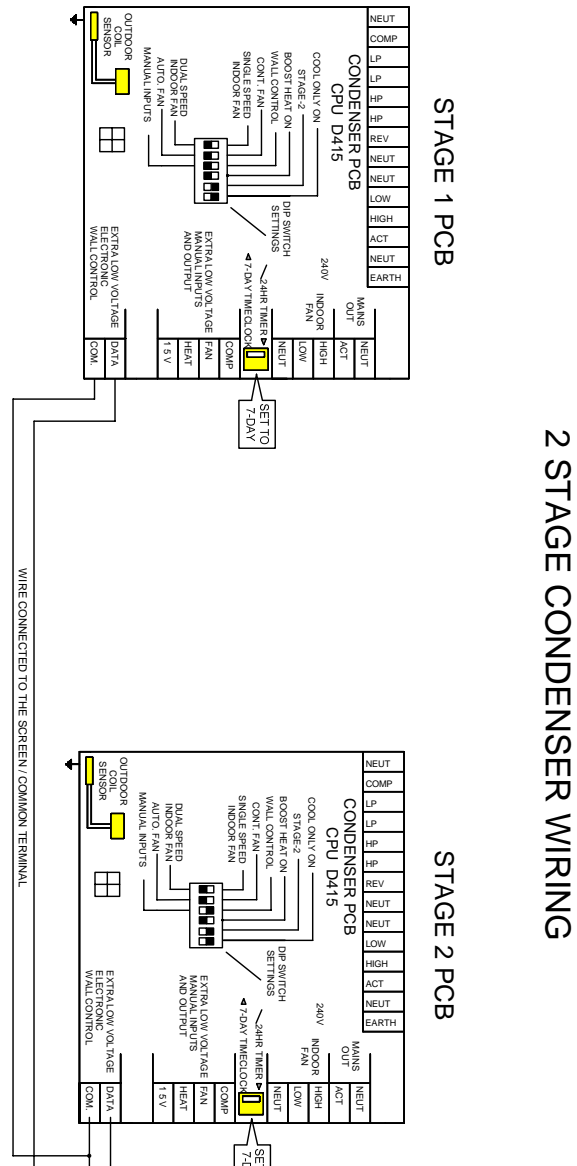 2 STAGE CONDENSER WIRING
STAGE 1 PCB
NEUT
COMP
LP
LP
HP
HP
REV
NEUT
NEUT
LOW
HIGH
ACT
NEUT
EARTH
CONDENSER PCB
CPU D415
COOL ONLY ON
STAGE-2
BOOST HEAT ON
WALL CONTROL
CONT. FAN
SINGLE SPEED
INDOOR FAN
DUAL SPEED
INDOOR FAN
AUTO. FAN
MANUAL INPUTS
OUTDOOR
COIL
SENSOR
DIP SWITCH
SETTINGS
MAINS
OUT
240V
INDOOR
FAN
24HR TIMER
7-DAY TIMECLOCK
EXTRA LOW VOLTAGE
MANUAL INPUTS
AND OUTPUT
EXTRA LOW VOLTAGE
ELECTRONIC
WALL CONTROL
NEUT
ACT
HIGH
LOW
NEUT
COMP
FAN
HEAT
15V
DATA
COM.
SET TO
7-DAY
STAGE 2 PCB
NEUT
COMP
LP
LP
HP
HP
REV
NEUT
NEUT
LOW
HIGH
ACT
NEUT
EARTH
CONDENSER PCB
CPU D415
COOL ONLY ON
STAGE-2
BOOST HEAT ON
WALL CONTROL
CONT. FAN
SINGLE SPEED
INDOOR FAN
DUAL SPEED
INDOOR FAN
AUTO. FAN
MANUAL INPUTS
OUTDOOR
COIL
SENSOR
DIP SWITCH
SETTINGS
MAINS
OUT
240V
INDOOR
FAN
24HR TIMER
7-DAY TIMECLOCK
EXTRA LOW VOLTAGE
MANUAL INPUTS
AND OUTPUT
EXTRA LOW VOLTAGE
ELECTRONIC
WALL CONTROL
NEUT
ACT
HIGH
LOW
NEUT
COMP
FAN
HEAT
15V
DATA
COM.
WIRE CONNECTED TO THE SCREEN / COMMON TERMINAL